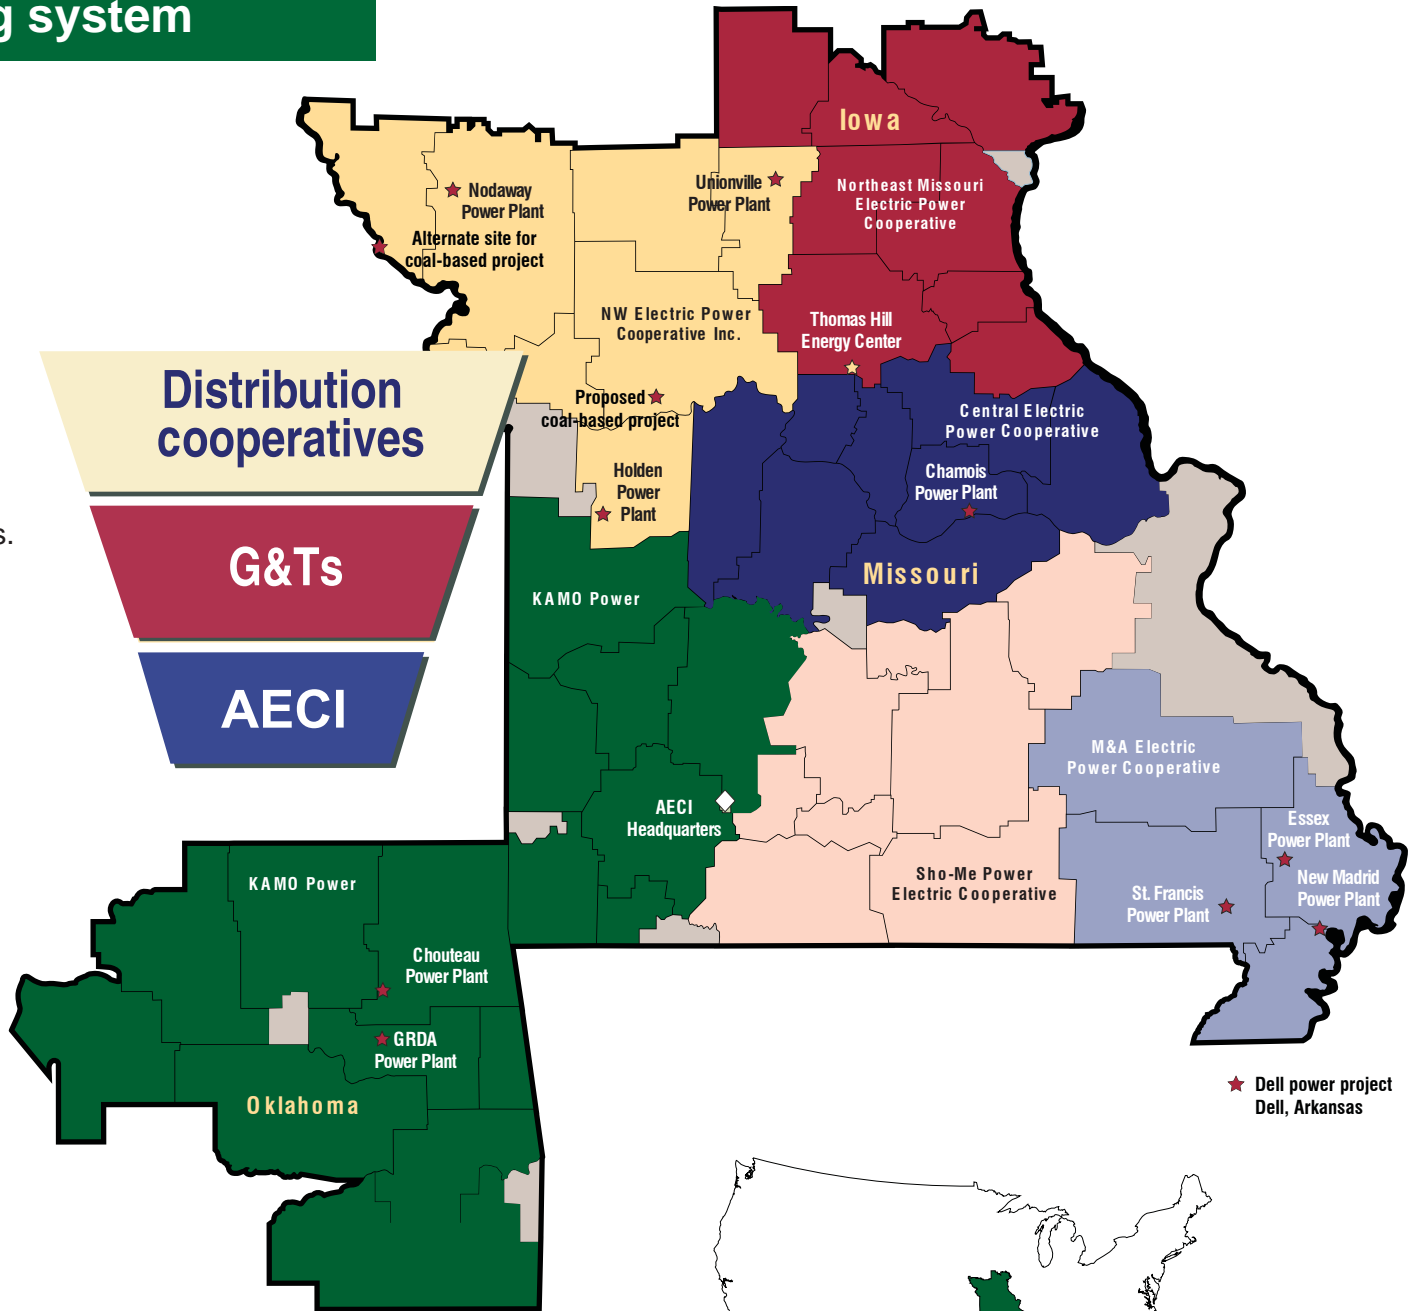 g system
s.
Distribution
cooperatives
G&Ts
AECI
Iowa
Nodaway
Power Plant
Alternate site for
coal-based project
Unionville
Power Plant
Northeast Missouri
Electric Power
Cooperative
NW Electric Power
Cooperative Inc.
Thomas Hill
Energy Center
Proposed
coal-based project
Holden
Power
Plant
Central Electric
Power Cooperative
Chamois
Power Plant
Missouri
KAMO Power
AECI
Headquarters
M&A Electric
Power Cooperative
Essex
Power Plant
New Madrid
Power Plant
St. Francis
Power Plant
Sho-Me Power
Electric Cooperative
KAMO Power
Chouteau
Power Plant
GRDA
Power Plant
Oklahoma
Dell power project
Dell, Arkansas